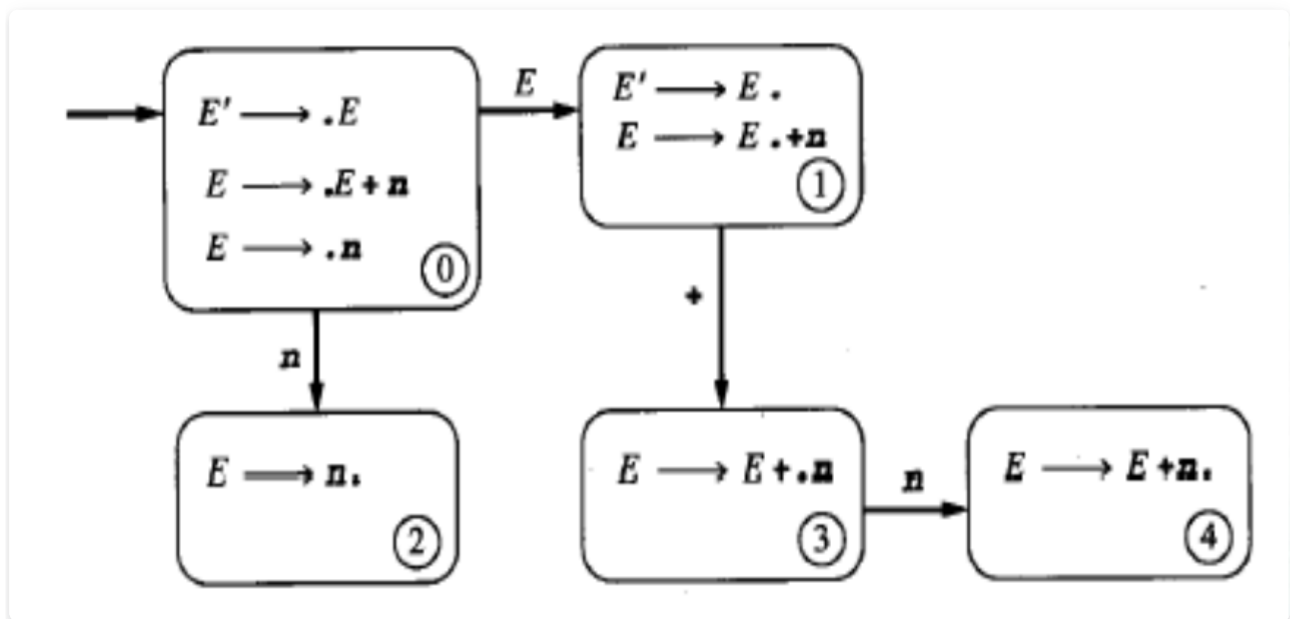 E' ⟶ .E
E ⟶ .E + n
E ⟶ .n
0
E
E' ⟶ E .
E ⟶ E .+n
1
n
+
E ⟶ n.
2
E ⟶ E+.n
3
n
E ⟶ E+n.
4